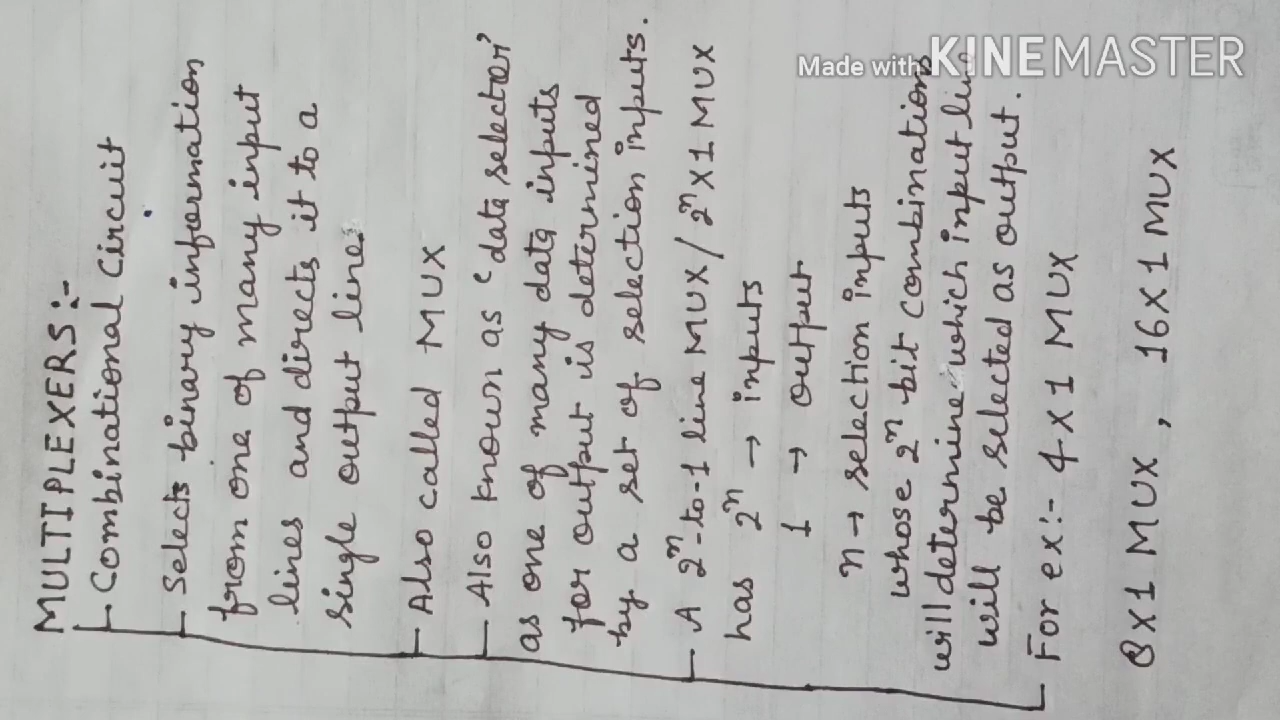 MULTIPLEXERS:-
- Combinational Circuit
- Selects binary information
from one of many input
lines and directs it to a
single output line
- Also called MUX
- Also known as 'data selector'
as one of many data inputs
for output is determined
by a set of selection inputs.
- A 2ⁿ-to-1 line MUX / 2ⁿ X 1 MUX
has 2ⁿ → inputs
1 → output
n → selection inputs
whose 2ⁿ bit combinations
will determine which input line
will be selected as output.
- For ex:- 4 X 1 MUX
8 X 1 MUX, 16 X 1 MUX
Made with KINEMASTER